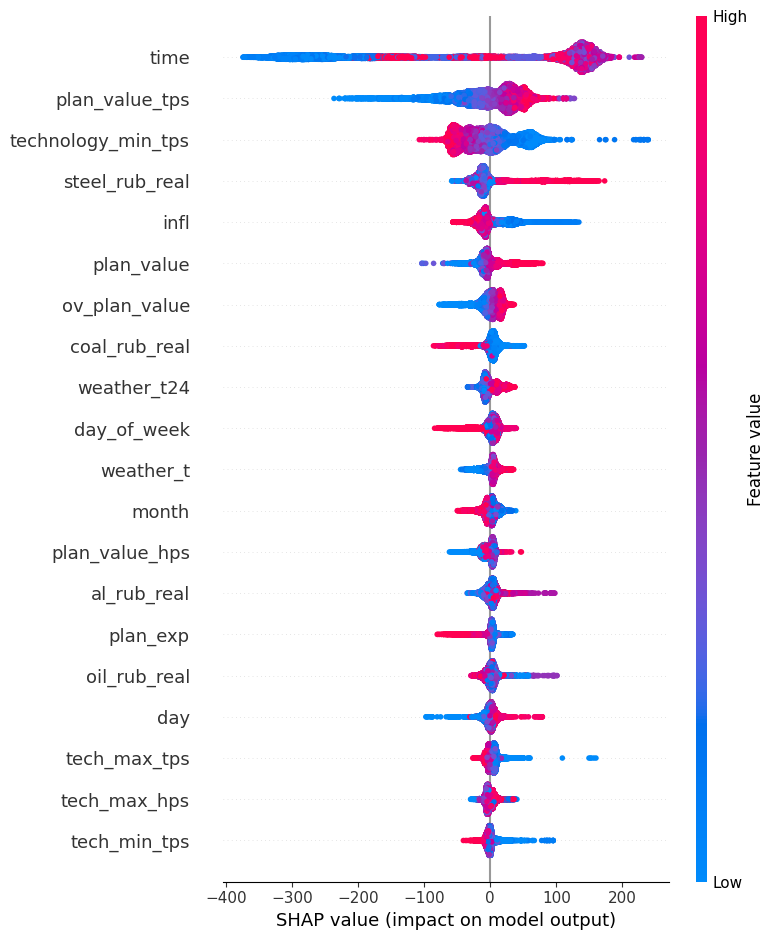 High
time
plan_value_tps
technology_min_tps
steel_rub_real
infl
plan_value
ov_plan_value
coal_rub_real
weather_t24
day_of_week
weather_t
month
plan_value_hps
al_rub_real
plan_exp
oil_rub_real
day
tech_max_tps
tech_max_hps
tech_min_tps
Feature value
Low
−400 −300 −200 −100 0 100 200
SHAP value (impact on model output)